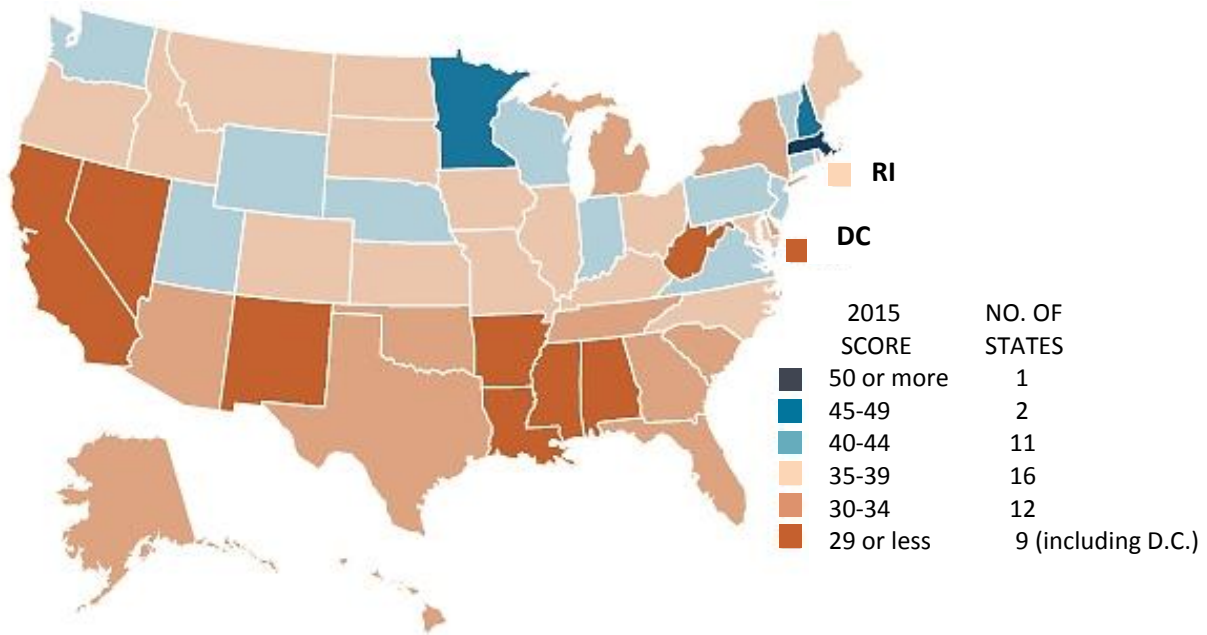 RI
DC
2015 NO. OF
SCORE STATES
50 or more 1
45-49 2
40-44 11
35-39 16
30-34 12
29 or less 9 (including D.C.)